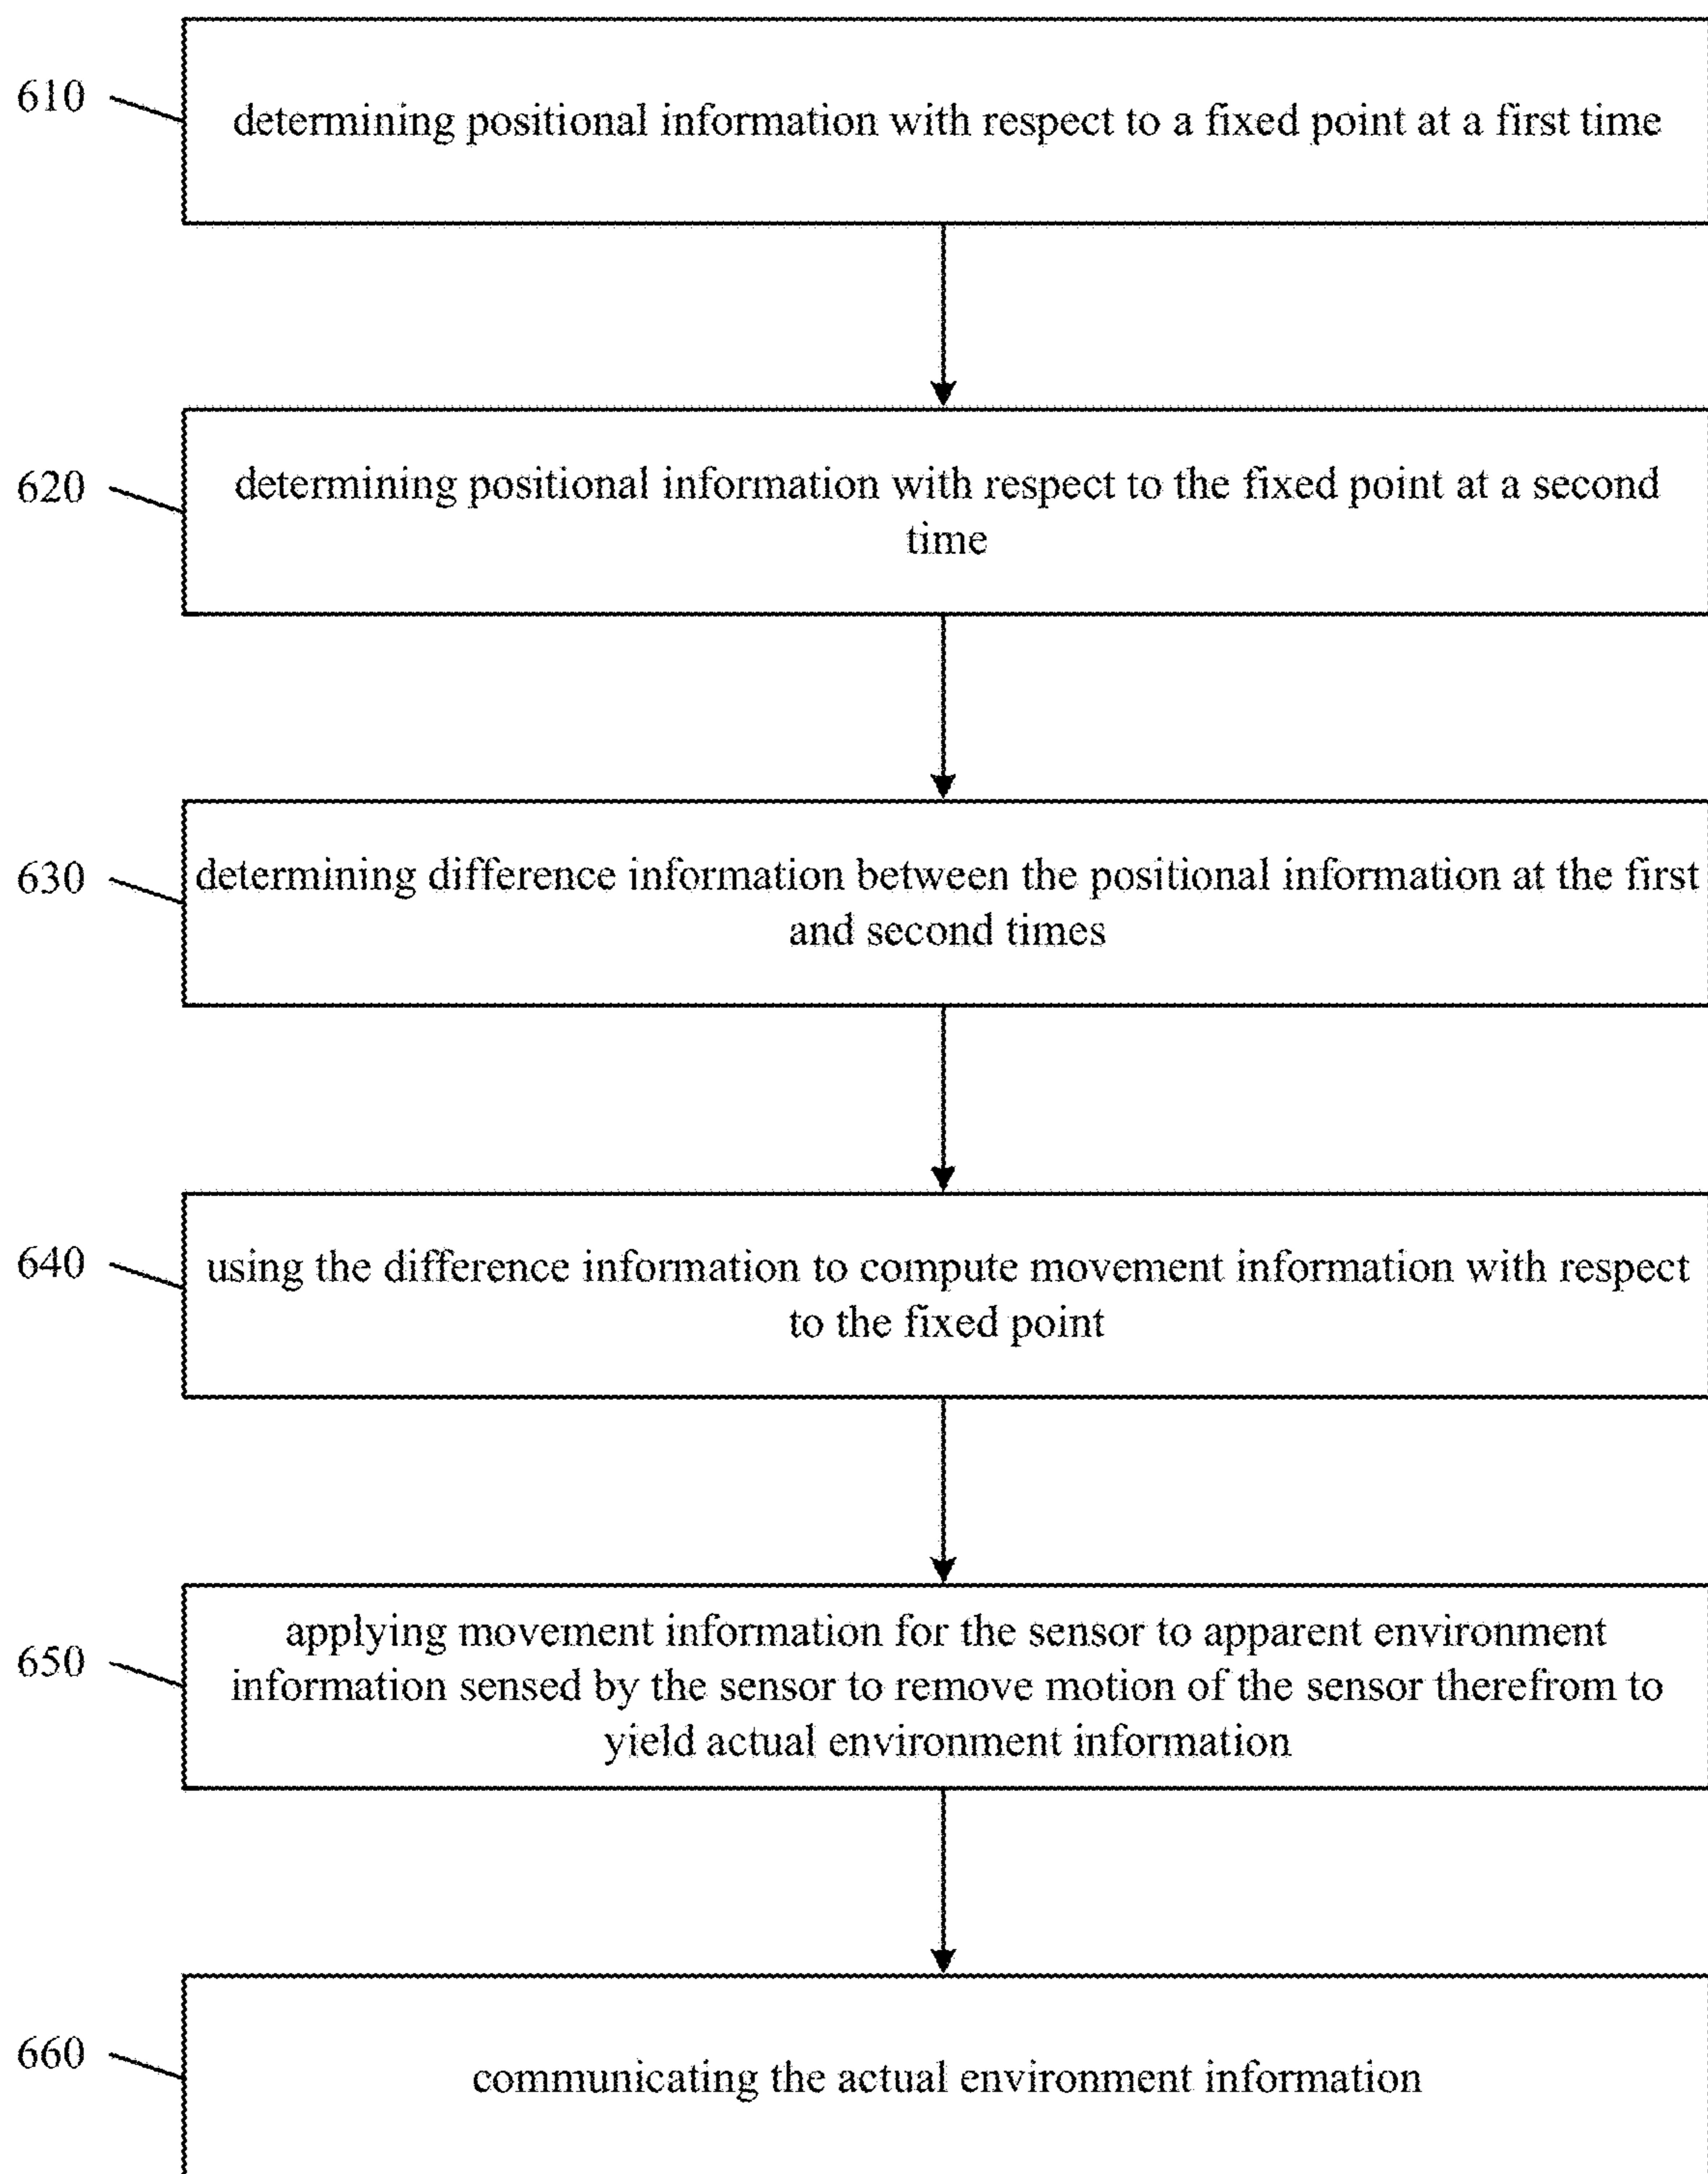 610
determining positional information with respect to a fixed point at a first time
620
determining positional information with respect to the fixed point at a second
time
630
determining difference information between the positional information at the first
and second times
640
using the difference information to compute movement information with respect
to the fixed point
650
applying movement information for the sensor to apparent environment
information sensed by the sensor to remove motion of the sensor therefrom to
yield actual environment information
660
communicating the actual environment information